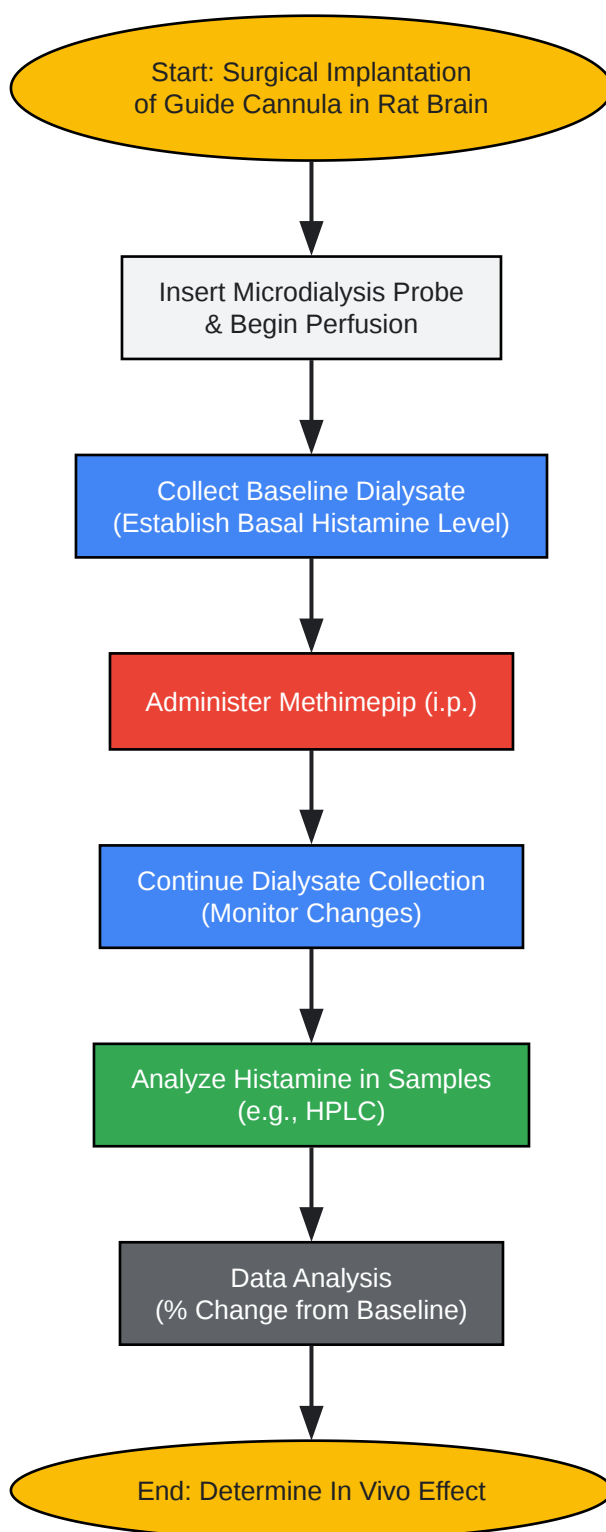 Start: Surgical Implantation
of Guide Cannula in Rat Brain
Insert Microdialysis Probe
& Begin Perfusion
Collect Baseline Dialysate
(Establish Basal Histamine Level)
Administer Methimepip (i.p.)
Continue Dialysate Collection
(Monitor Changes)
Analyze Histamine in Samples
(e.g., HPLC)
Data Analysis
(% Change from Baseline)
End: Determine In Vivo Effect